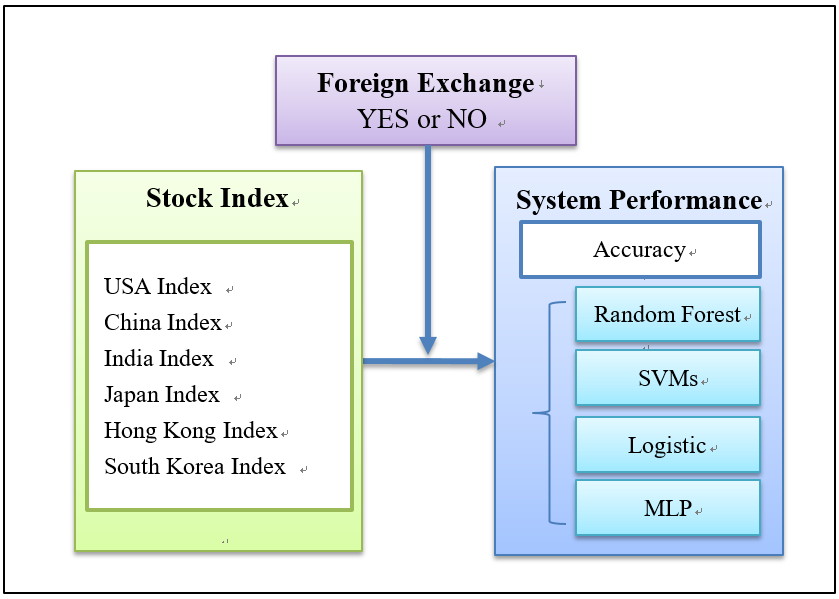 Foreign Exchange
YES or NO
Stock Index
USA Index
China Index
India Index
Japan Index
Hong Kong Index
South Korea Index
System Performance
Accuracy
Random Forest
SVMs
Logistic
MLP